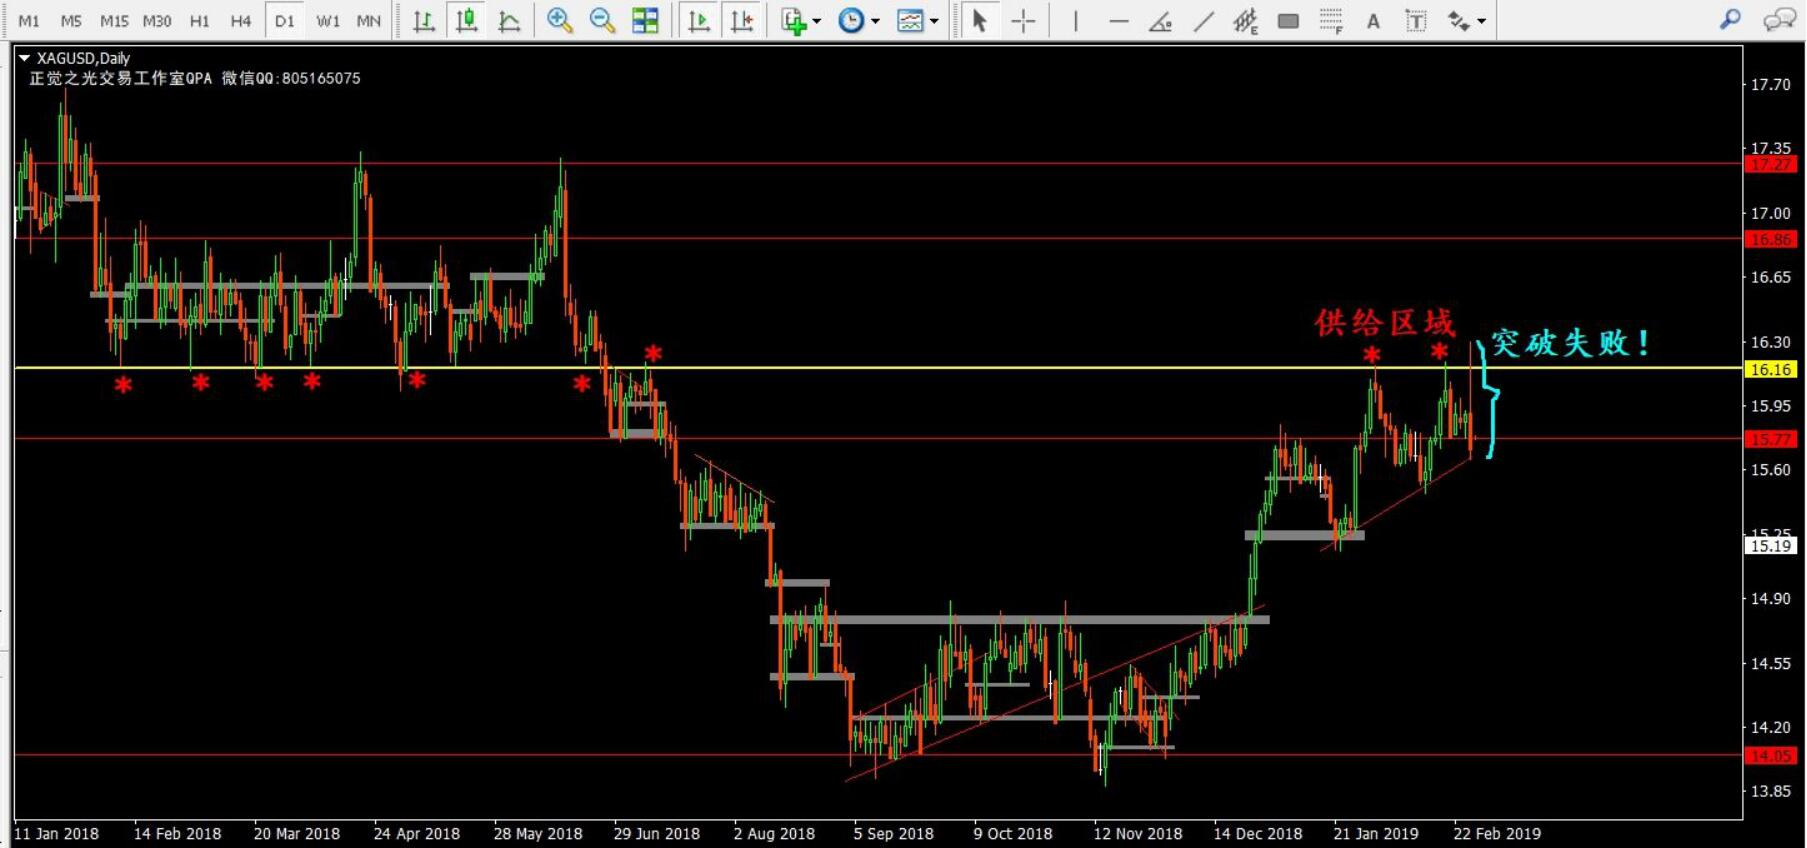 M1 M5 M15 M30 H1 H4 D1 W1 MN
E F A T
XAGUSD,Daily
正觉之光交易工作室QPA 微信QQ:805165075
17.70
17.35
17.27
17.00
16.86
16.65
供给区域
突破失败！
16.30
16.16
15.95
15.77
15.60
15.25
15.19
14.90
14.55
14.20
14.05
13.85
11 Jan 2018 14 Feb 2018 20 Mar 2018 24 Apr 2018 28 May 2018 29 Jun 2018 2 Aug 2018 5 Sep 2018 9 Oct 2018 12 Nov 2018 14 Dec 2018 21 Jan 2019 22 Feb 2019